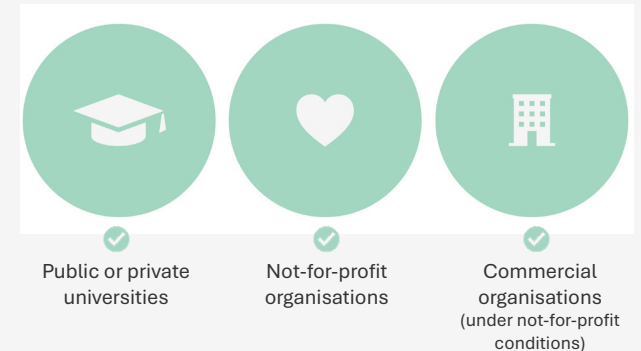 Public or private
universities
Not-for-profit
organisations
Commercial
organisations
(under not-for-profit
conditions)